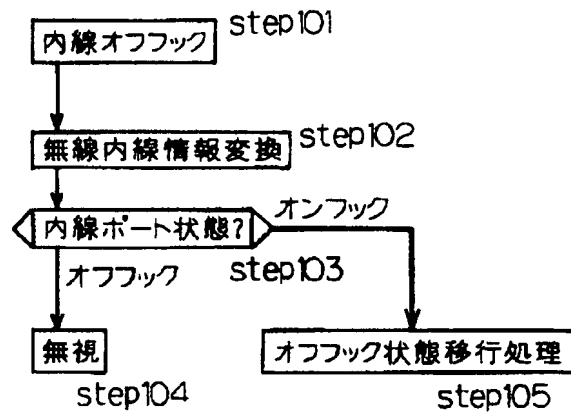 内線オフフック
step101
無線内線情報変換
step102
内線ポート状態?
オンフック
step103
オフフック
無視
step104
オフフック状態移行処理
step105